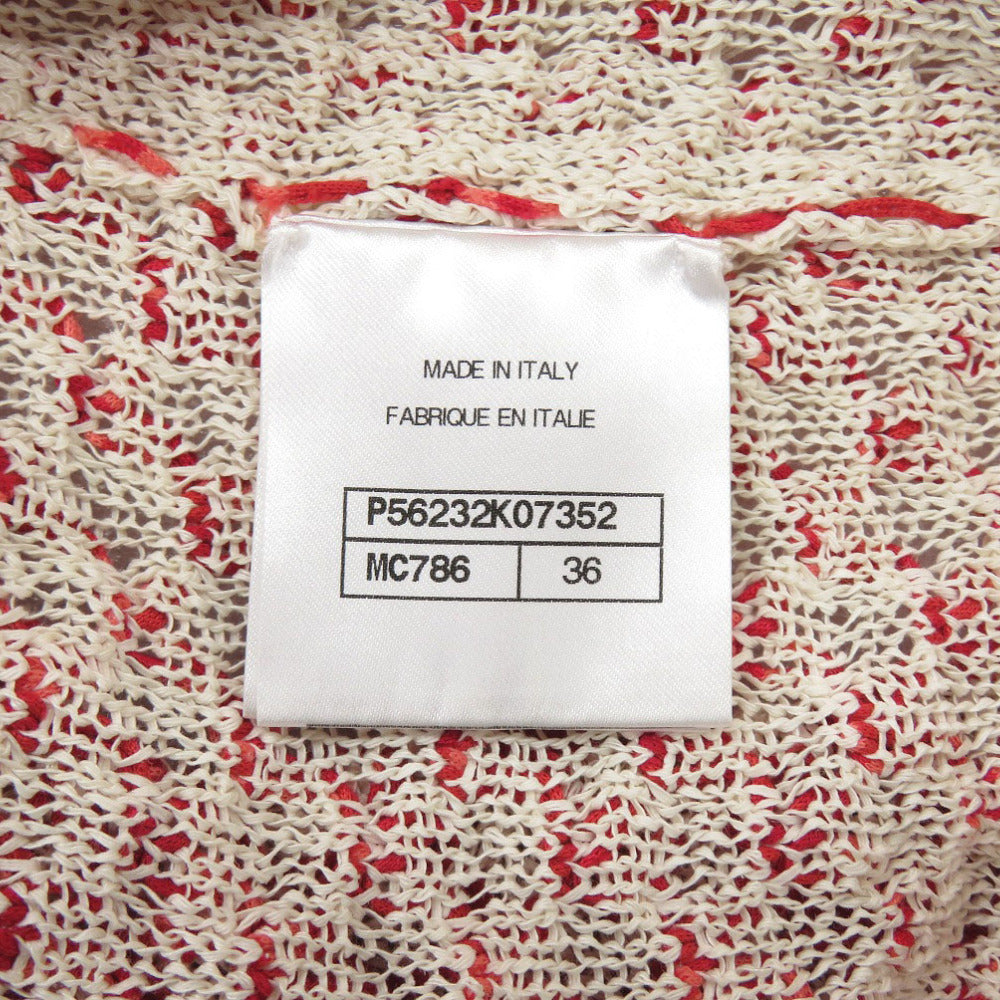 MADE IN ITALY
FABRIQUE EN ITALIE
P56232K07352
MC786 36